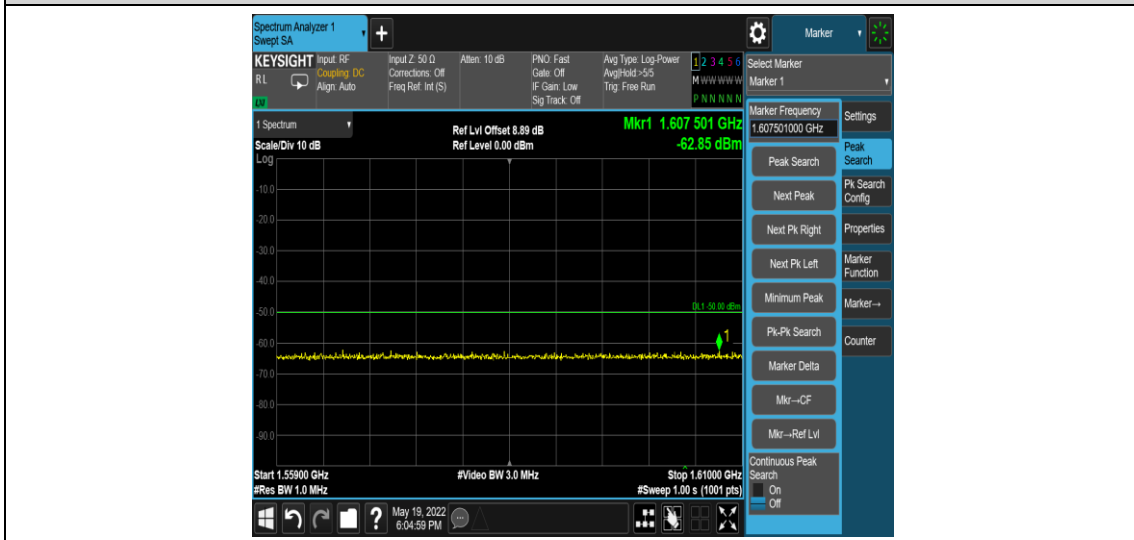 Spectrum Analyzer 1
Swept SA
+
Marker
KEYSIGHT
RL
Input: RF
Coupling: DC
Align: Auto
Input Z: 50 Ω
Corrections: Off
Freq Ref: Int (S)
Atten: 10 dB
PNO: Fast
Gate: Off
IF Gain: Low
Sig Track: Off
Avg Type: Log-Power
Avg|Hold:>5/5
Trig: Free Run
1 2 3 4 5 6
M W W W W W
P N N N N N
Select Marker
Marker 1
1 Spectrum
Scale/Div 10 dB
Log
Ref Lvl Offset 8.89 dB
Ref Level 0.00 dBm
Mkr1 1.607 501 GHz
-62.85 dBm
-10.0
-20.0
-30.0
-40.0
-50.0
-60.0
-70.0
-80.0
-90.0
DL1 -50.00 dBm
1
Start 1.55900 GHz
#Res BW 1.0 MHz
#Video BW 3.0 MHz
Stop 1.61000 GHz
#Sweep 1.00 s (1001 pts)
Marker Frequency
1.607501000 GHz
Peak Search
Next Peak
Next Pk Right
Next Pk Left
Minimum Peak
Pk-Pk Search
Marker Delta
Mkr→CF
Mkr→Ref Lvl
Continuous Peak
Search
On
Off
Settings
Peak
Search
Pk Search
Config
Properties
Marker
Function
Marker→
Counter
?
May 19, 2022
6:04:59 PM